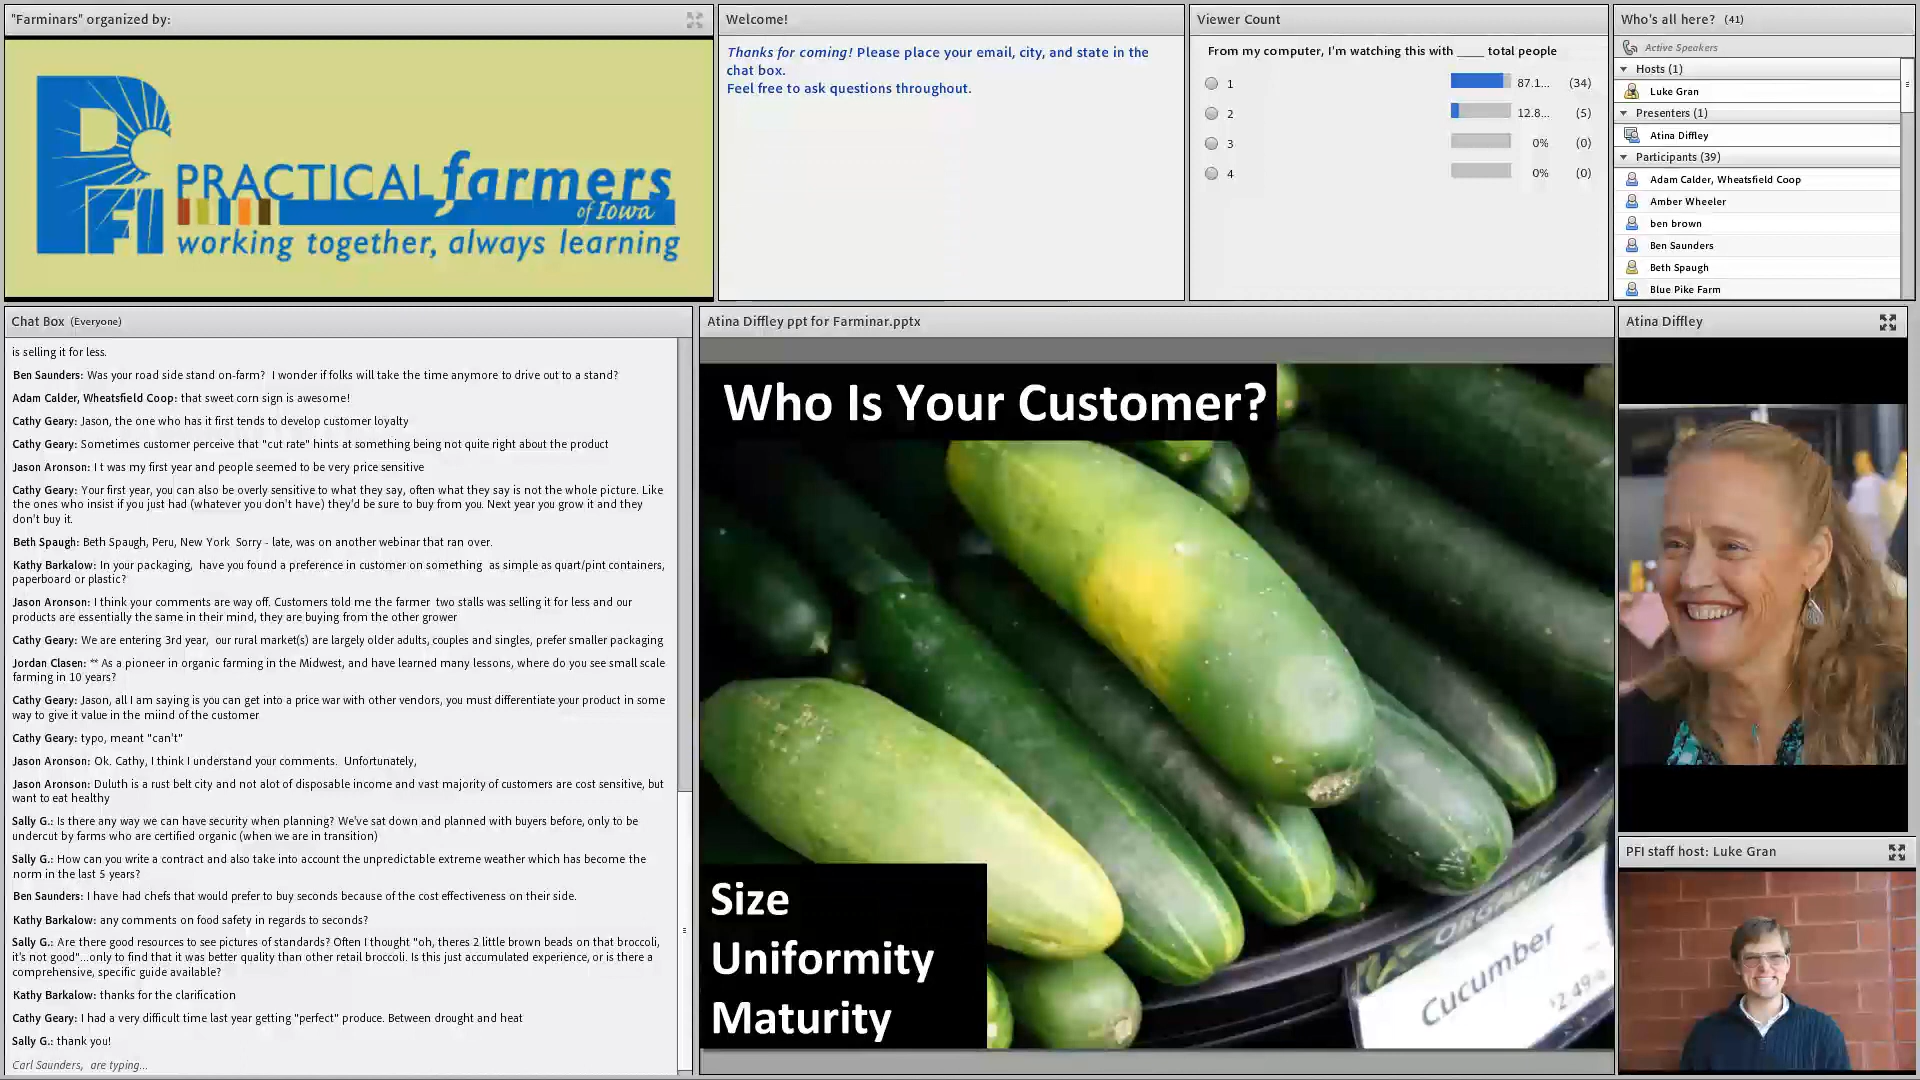 "Farminars" organized by:
PFI
PRACTICAL farmers
of Iowa
working together, always learning
Welcome!
Thanks for coming! Please place your email, city, and state in the
chat box.
Feel free to ask questions throughout.
Viewer Count
From my computer, I'm watching this with ____ total people
1 87.1... (34)
2 12.8... (5)
3 0% (0)
4 0% (0)
Who's all here? (41)
Active Speakers
Hosts (1)
Luke Gran
Presenters (1)
Atina Diffley
Participants (39)
Adam Calder, Wheatsfield Coop
Amber Wheeler
ben brown
Ben Saunders
Beth Spaugh
Blue Pike Farm
Chat Box (Everyone)
is selling it for less.
Ben Saunders: Was your road side stand on-farm?  I wonder if folks will take the time anymore to drive out to a stand?
Adam Calder, Wheatsfield Coop: that sweet corn sign is awesome!
Cathy Geary: Jason, the one who has it first tends to develop customer loyalty
Cathy Geary: Sometimes customer perceive that "cut rate" hints at something being not quite right about the product
Jason Aronson: I t was my first year and people seemed to be very price sensitive
Cathy Geary: Your first year, you can also be overly sensitive to what they say, often what they say is not the whole picture. Like
the ones who insist if you just had (whatever you don't have) they'd be sure to buy from you. Next year you grow it and they
don't buy it.
Beth Spaugh: Beth Spaugh, Peru, New York  Sorry - late, was on another webinar that ran over.
Kathy Barkalow: In your packaging,  have you found a preference in customer on something  as simple as quart/pint containers,
paperboard or plastic?
Jason Aronson: I think your comments are way off. Customers told me the farmer  two stalls was selling it for less and our
products are essentially the same in their mind, they are buying from the other grower
Cathy Geary: We are entering 3rd year,  our rural market(s) are largely older adults, couples and singles, prefer smaller packaging
Jordan Clasen: ** As a pioneer in organic farming in the Midwest, and have learned many lessons, where do you see small scale
farming in 10 years?
Cathy Geary: Jason, all I am saying is you can get into a price war with other vendors, you must differentiate your product in some
way to give it value in the miind of the customer
Cathy Geary: typo, meant "can't"
Jason Aronson: Ok. Cathy, I think I understand your comments.  Unfortunately,
Jason Aronson: Duluth is a rust belt city and not alot of disposable income and vast majority of customers are cost sensitive, but
want to eat healthy
Sally G.: Is there any way we can have security when planning? We've sat down and planned with buyers before, only to be
undercut by farms who are certified organic (when we are in transition)
Sally G.: How can you write a contract and also take into account the unpredictable extreme weather which has become the
norm in the last 5 years?
Ben Saunders: I have had chefs that would prefer to buy seconds because of the cost effectiveness on their side.
Kathy Barkalow: any comments on food safety in regards to seconds?
Sally G.: Are there good resources to see pictures of standards? Often I thought "oh, theres 2 little brown beads on that broccoli,
it's not good"...only to find that it was better quality than other retail broccoli. Is this just accumulated experience, or is there a
comprehensive, specific guide available?
Kathy Barkalow: thanks for the clarification
Cathy Geary: I had a very difficult time last year getting "perfect" produce. Between drought and heat
Sally G.: thank you!
Carl Saunders,  are typing...
Atina Diffley ppt for Farminar.pptx
Who Is Your Customer?
Size
Uniformity
Maturity
ORGANIC
Cucumber
$2.49
Atina Diffley
PFI staff host: Luke Gran